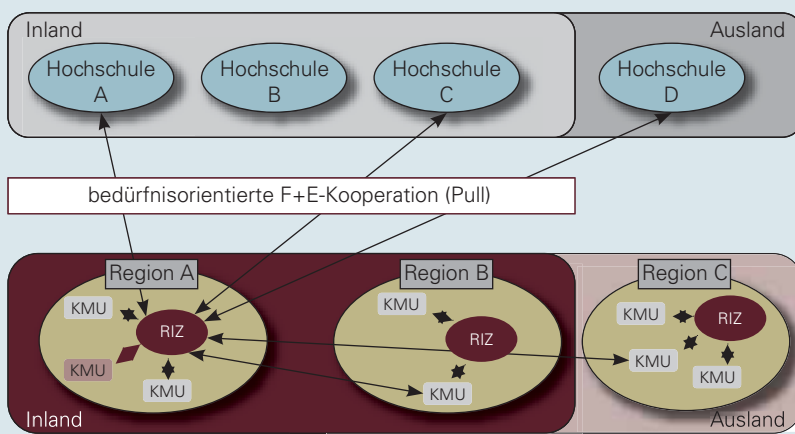 Inland
Ausland
Hochschule
A
Hochschule
B
Hochschule
C
Hochschule
D
bedürfnisorientierte F+E-Kooperation (Pull)
Region A
Region B
Region C
KMU
RIZ
KMU
KMU
KMU
RIZ
KMU
KMU
RIZ
KMU
KMU
Inland
Ausland